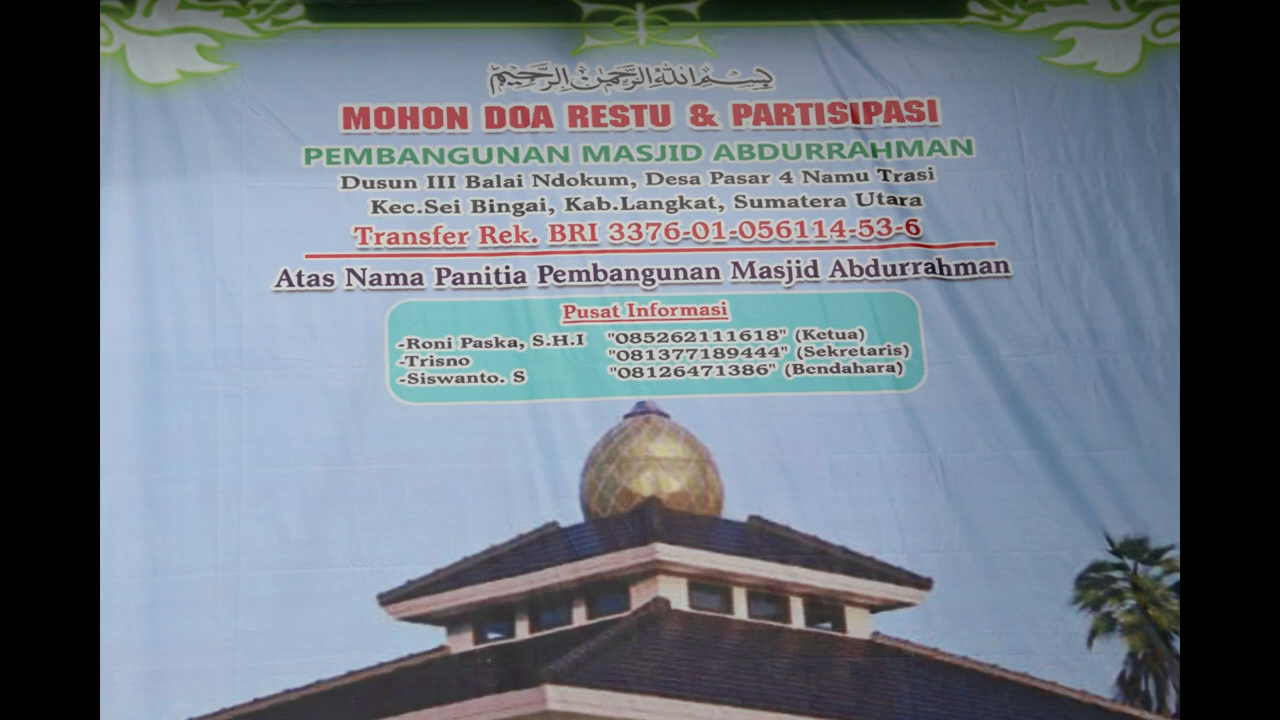 بسم الله الرحمن الرحيم
MOHON DOA RESTU & PARTISIPASI
PEMBANGUNAN MASJID ABDURRAHMAN
Dusun III Balai Ndokum, Desa Pasar 4 Namu Trasi
Kec.Sei Bingai, Kab.Langkat, Sumatera Utara
Transfer Rek. BRI 3376-01-056114-53-6
Atas Nama Panitia Pembangunan Masjid Abdurrahman
Pusat Informasi
-Roni Paska, S.H.I "085262111618" (Ketua)
-Trisno "081377189444" (Sekretaris)
-Siswanto. S "08126471386" (Bendahara)